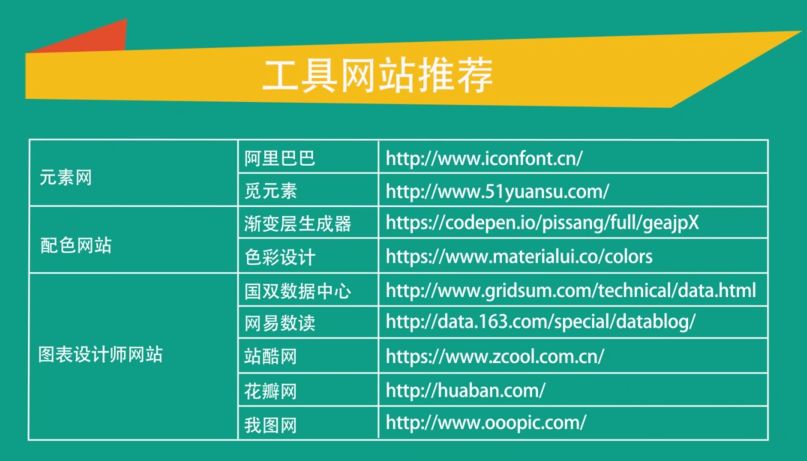 工具网站推荐
元素网
阿里巴巴 http://www.iconfont.cn/
觅元素 http://www.51yuansu.com/
配色网站
渐变层生成器 https://codepen.io/pissang/full/geajpX
色彩设计 https://www.materialui.co/colors
图表设计师网站
国双数据中心 http://www.gridsum.com/technical/data.html
网易数读 http://data.163.com/special/datablog/
站酷网 https://www.zcool.com.cn/
花瓣网 http://huaban.com/
我图网 http://www.ooopic.com/